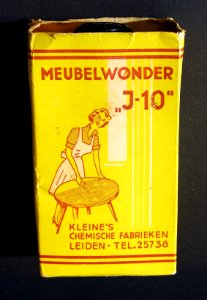 MEUBELWONDER
„J-10"
KLEINE'S
CHEMISCHE FABRIEKEN
LEIDEN · TEL. 25738